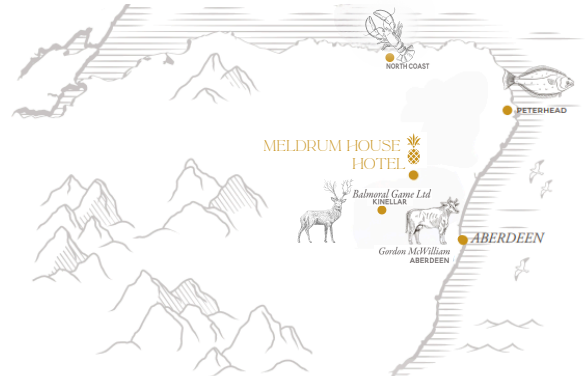 NORTH COAST
PETERHEAD
MELDRUM HOUSE
HOTEL
Balmoral Game Ltd
KINELLAR
ABERDEEN
Gordon McWilliam
ABERDEEN